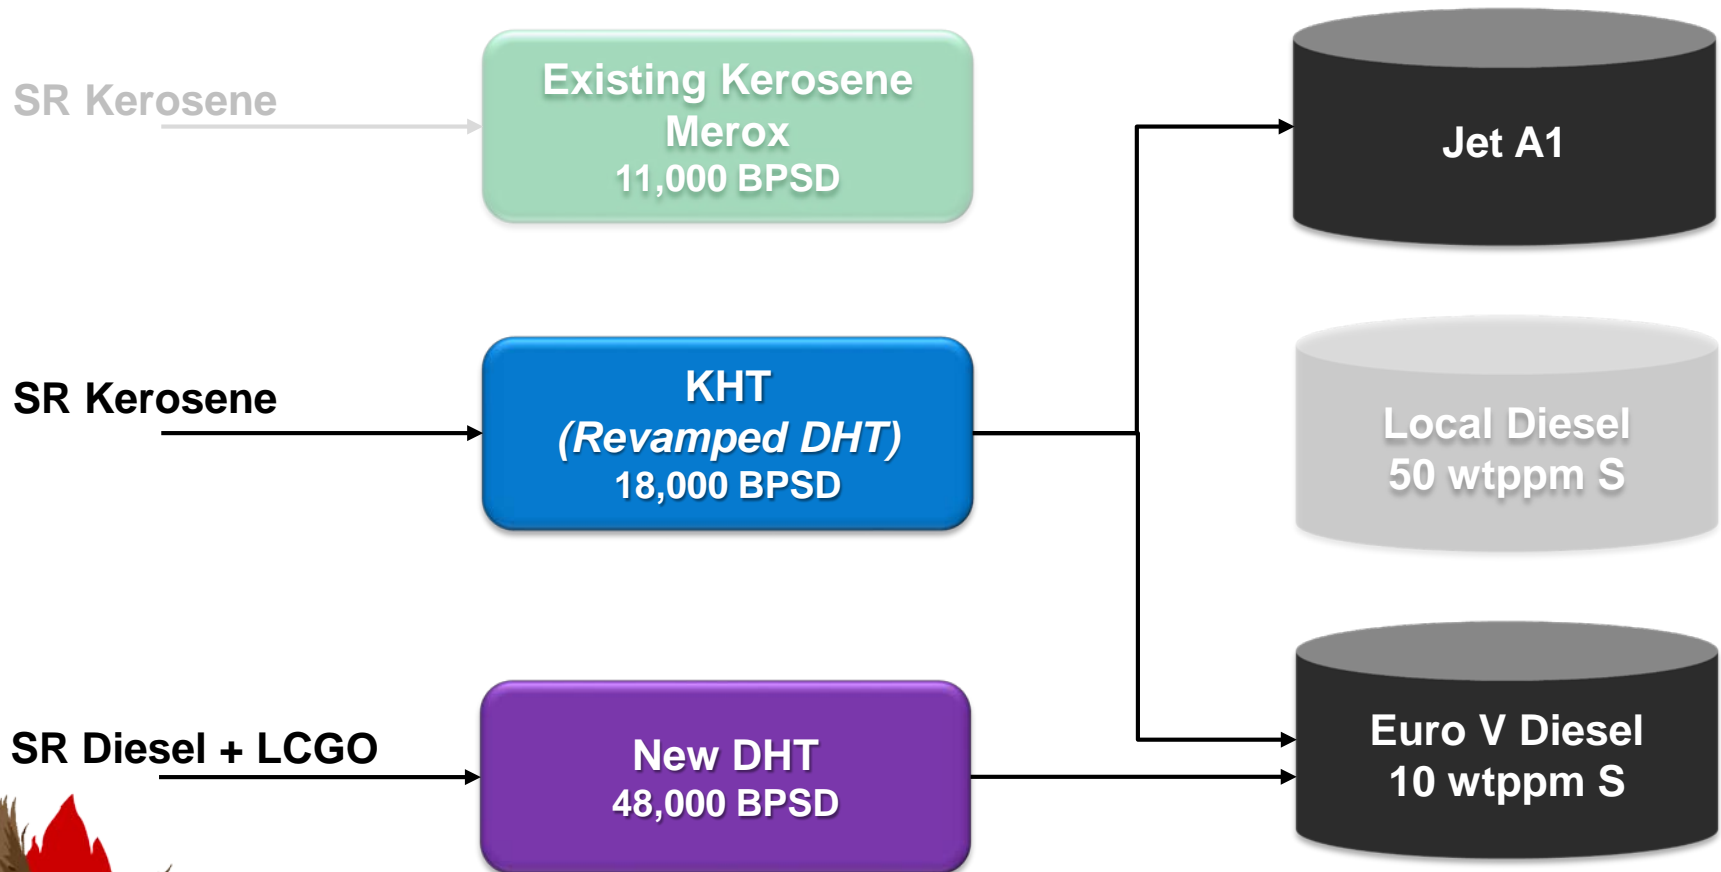 SR Kerosene
Existing Kerosene
Merox
11,000 BPSD
Jet A1
SR Kerosene
KHT
(Revamped DHT)
18,000 BPSD
Local Diesel
50 wtppm S
SR Diesel + LCGO
New DHT
48,000 BPSD
Euro V Diesel
10 wtppm S